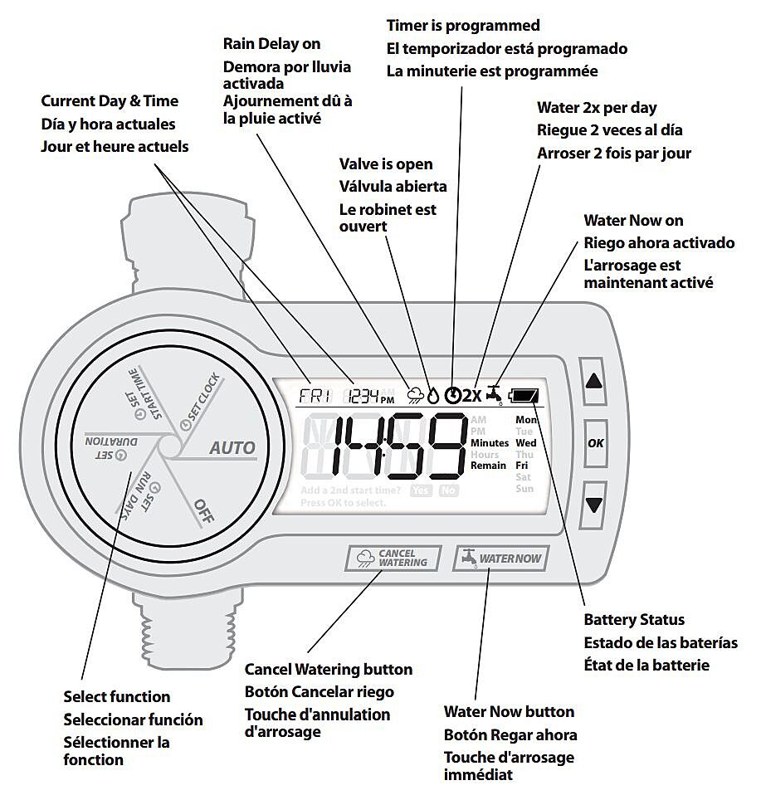 Timer is programmed
El temporizador está programado
La minuterie est programmée
Rain Delay on
Demora por lluvia
activada
Ajournement dû à
la pluie activé
Current Day & Time
Día y hora actuales
Jour et heure actuels
Water 2x per day
Riegue 2 veces al día
Arroser 2 fois par jour
Valve is open
Válvula abierta
Le robinet est
ouvert
Water Now on
Riego ahora activado
L'arrosage est
maintenant activé
SET
START TIME
SET CLOCK
AUTO
OFF
SET
RUN DAYS
SET
DURATION
FRI 12:34 PM 2X
14:59
AM
PM
Minutes
Hours
Remain
Mon
Tue
Wed
Thu
Fri
Sat
Sun
Add a 2nd start time? Yes No
Press OK to select.
OK
CANCEL
WATERING
WATER NOW
Battery Status
Estado de las baterías
État de la batterie
Cancel Watering button
Botón Cancelar riego
Touche d'annulation
d'arrosage
Select function
Seleccionar función
Sélectionner la
fonction
Water Now button
Botón Regar ahora
Touche d'arrosage
immédiat